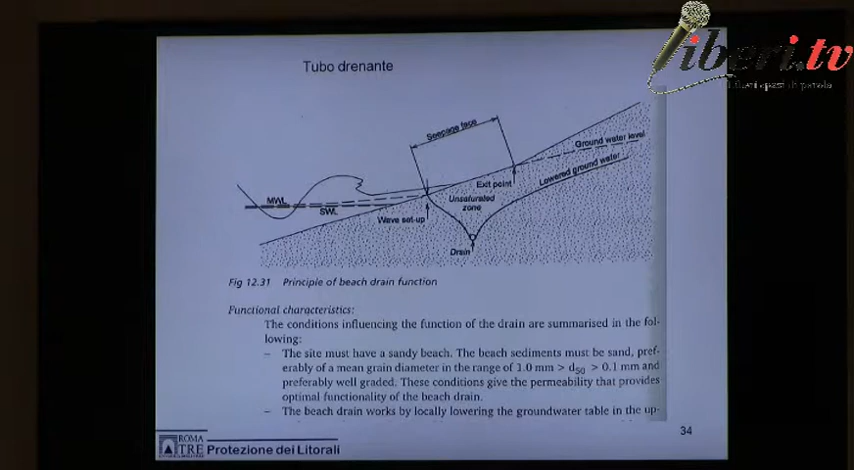 liberi.tv
Liberi spazi di parola
Tubo drenante
Seepage face
Ground water level
Lowered ground water
Exit point
Unsaturated
zone
MWL
SWL
Wave set-up
Drain
Fig 12.31 Principle of beach drain function
Functional characteristics:
The conditions influencing the function of the drain are summarised in the fol-
lowing:
– The site must have a sandy beach. The beach sediments must be sand, pref-
erably of a mean grain diameter in the range of 1.0 mm > d50 > 0.1 mm and
preferably well graded. These conditions give the permeability that provides
optimal functionality of the beach drain.
– The beach drain works by locally lowering the groundwater table in the up-
34
ROMA
TRE
Protezione dei Litorali